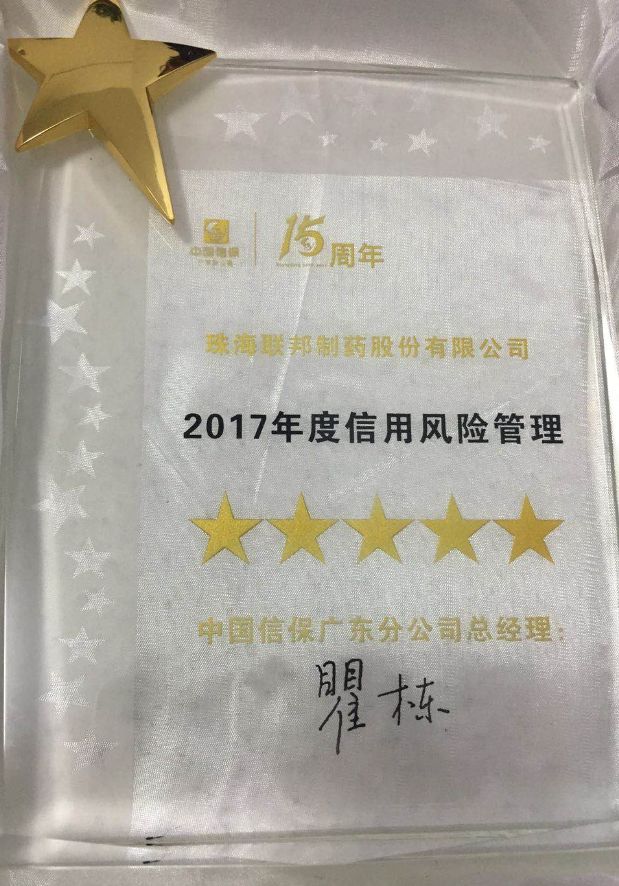 中国信保
15周年
珠海联邦制药股份有限公司
2017年度信用风险管理
中国信保广东分公司总经理：
瞿栋